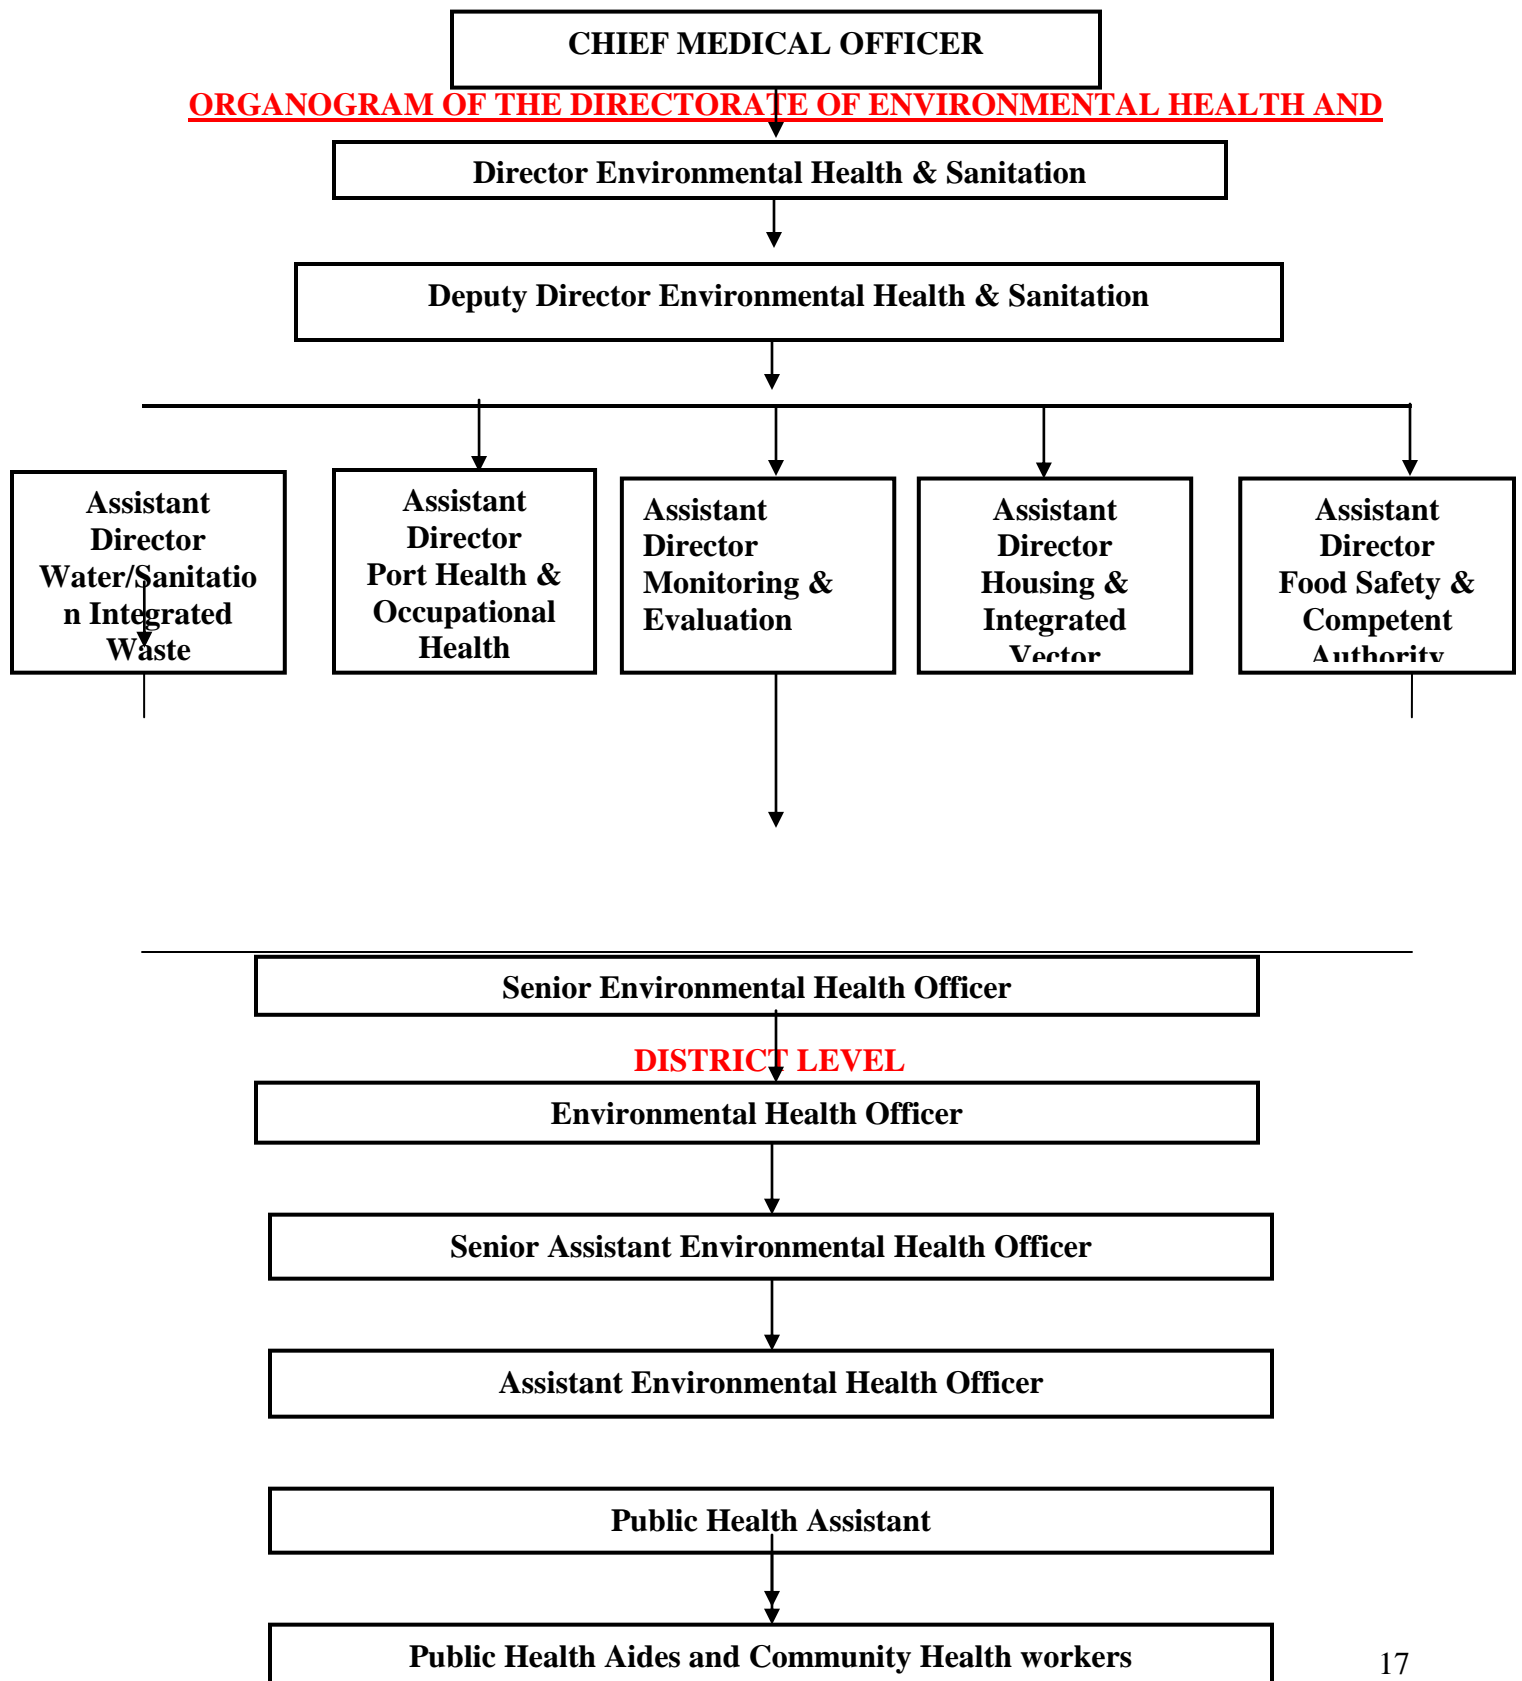 CHIEF MEDICAL OFFICER
ORGANOGRAM OF THE DIRECTORATE OF ENVIRONMENTAL HEALTH AND
Director Environmental Health & Sanitation
Deputy Director Environmental Health & Sanitation
Assistant
Director
Water/Sanitatio
n Integrated
Waste
Assistant
Director
Port Health &
Occupational
Health
Assistant
Director
Monitoring &
Evaluation
Assistant
Director
Housing &
Integrated
Vector
Assistant
Director
Food Safety &
Competent
Authority
Senior Environmental Health Officer
DISTRICT LEVEL
Environmental Health Officer
Senior Assistant Environmental Health Officer
Assistant Environmental Health Officer
Public Health Assistant
Public Health Aides and Community Health workers
17